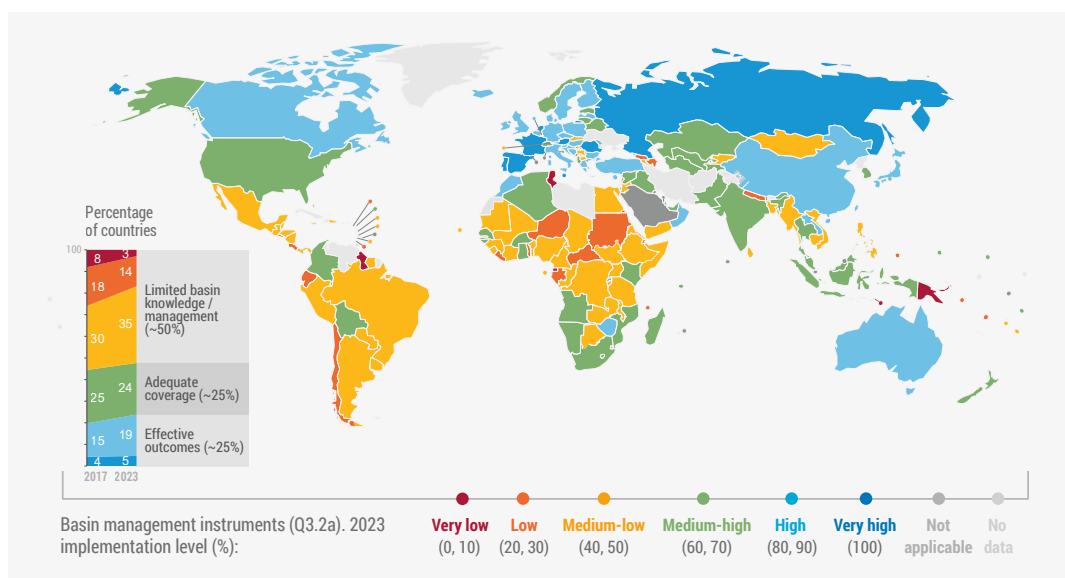 Percentage
of countries
100
8
3
18
14
30
35
25
24
15
19
4
5
2017 2023
Limited basin
knowledge /
management
(~50%)
Adequate
coverage (~25%)
Effective
outcomes (~25%)
Basin management instruments (Q3.2a). 2023
implementation level (%):
Very low
(0, 10)
Low
(20, 30)
Medium-low
(40, 50)
Medium-high
(60, 70)
High
(80, 90)
Very high
(100)
Not
applicable
No
data